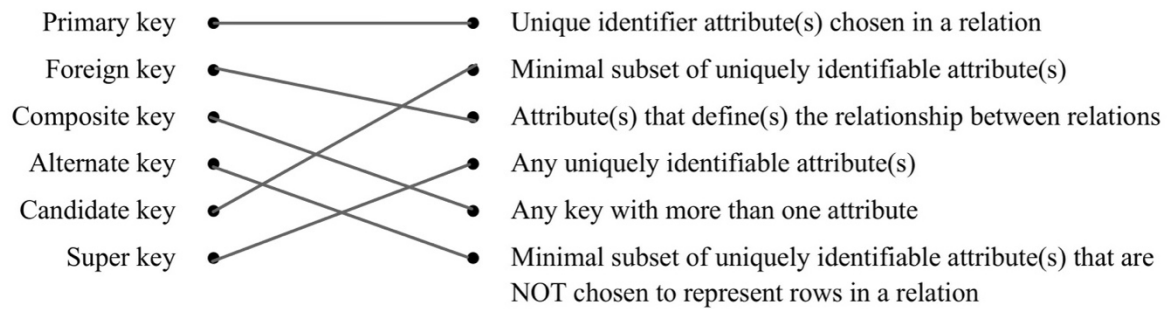 Primary key Unique identifier attribute(s) chosen in a relation
Foreign key Minimal subset of uniquely identifiable attribute(s)
Composite key Attribute(s) that define(s) the relationship between relations
Alternate key Any uniquely identifiable attribute(s)
Candidate key Any key with more than one attribute
Super key Minimal subset of uniquely identifiable attribute(s) that are
NOT chosen to represent rows in a relation